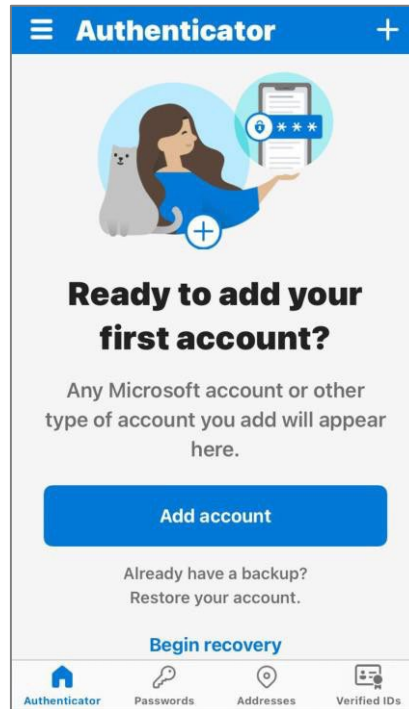 Authenticator
* * *
Ready to add your
first account?
Any Microsoft account or other
type of account you add will appear
here.
Add account
Already have a backup?
Restore your account.
Begin recovery
Authenticator
Passwords
Addresses
Verified IDs